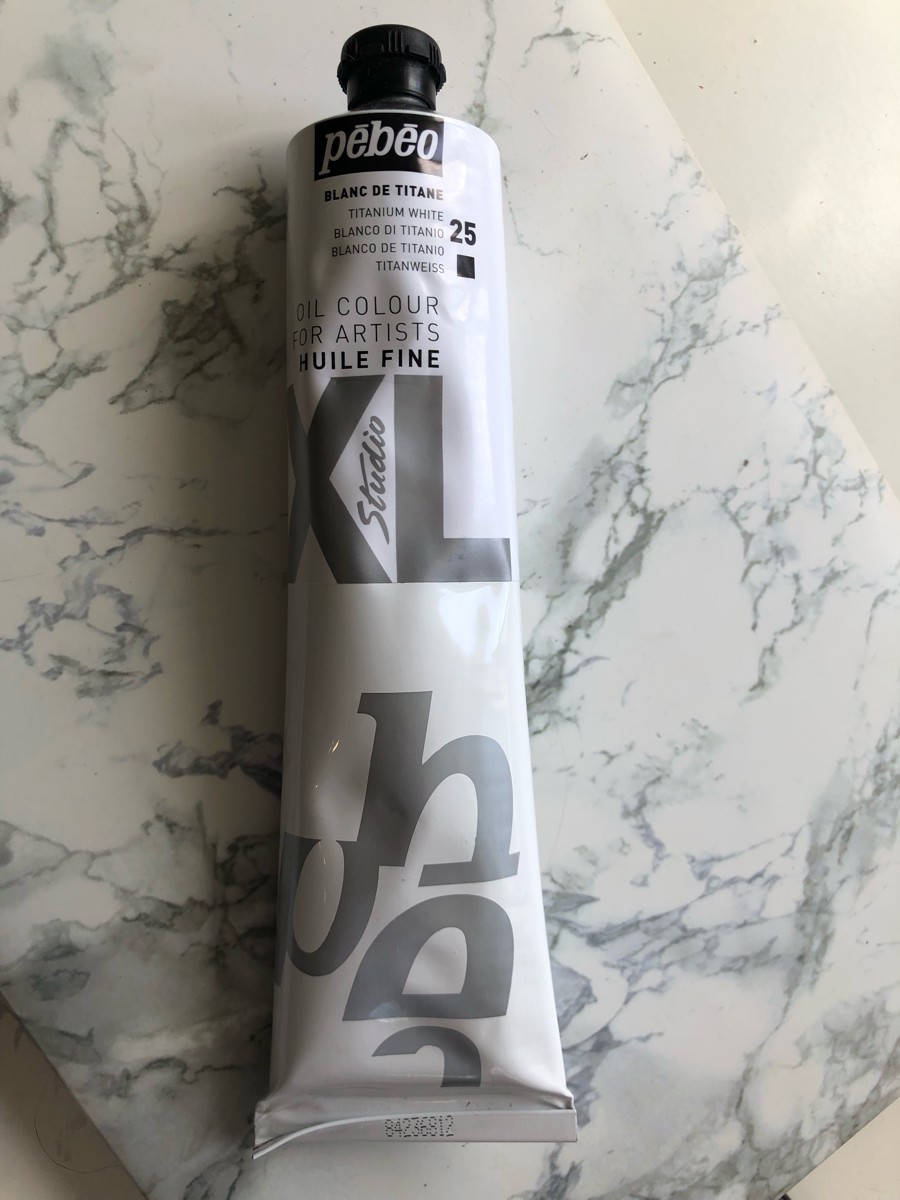 pēbēo
BLANC DE TITANE
TITANIUM WHITE
BLANCO DI TITANIO
BLANCO DE TITANIO
TITANWEISS
25
OIL COLOUR
FOR ARTISTS
HUILE FINE
XL
Studio
84236812